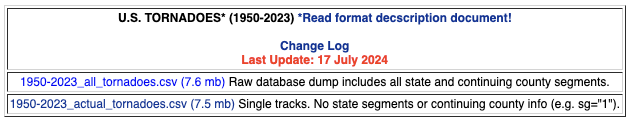 U.S. TORNADOES* (1950-2023) *Read format decscription document!
Change Log
Last Update: 17 July 2024
1950-2023_all_tornadoes.csv (7.6 mb) Raw database dump includes all state and continuing county segments.
1950-2023_actual_tornadoes.csv (7.5 mb) Single tracks. No state segments or continuing county info (e.g. sg="1").